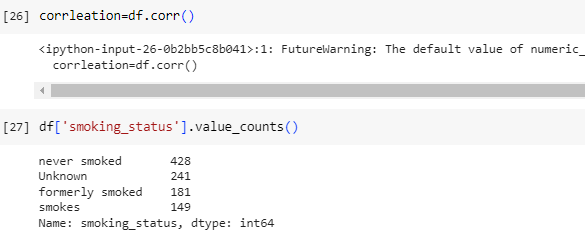 [26] corrleation=df.corr()
<ipython-input-26-0b2bb5c8b041>:1: FutureWarning: The default value of numeric_
corrleation=df.corr()
[27] df['smoking_status'].value_counts()
never smoked 428
Unknown 241
formerly smoked 181
smokes 149
Name: smoking_status, dtype: int64